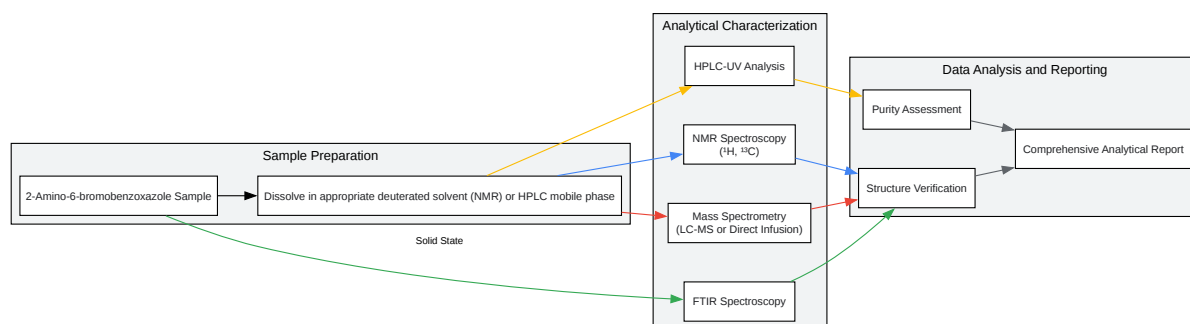 Sample Preparation
2-Amino-6-bromobenzoxazole Sample
Dissolve in appropriate deuterated solvent (NMR) or HPLC mobile phase
Solid State
Analytical Characterization
HPLC-UV Analysis
NMR Spectroscopy
(¹H, ¹³C)
Mass Spectrometry
(LC-MS or Direct Infusion)
FTIR Spectroscopy
Data Analysis and Reporting
Purity Assessment
Structure Verification
Comprehensive Analytical Report